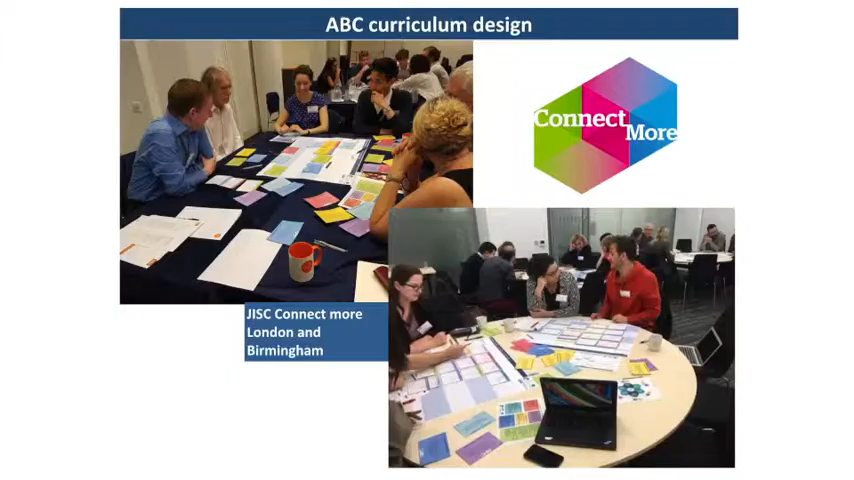 ABC curriculum design
Connect
More
JISC Connect more
London and
Birmingham